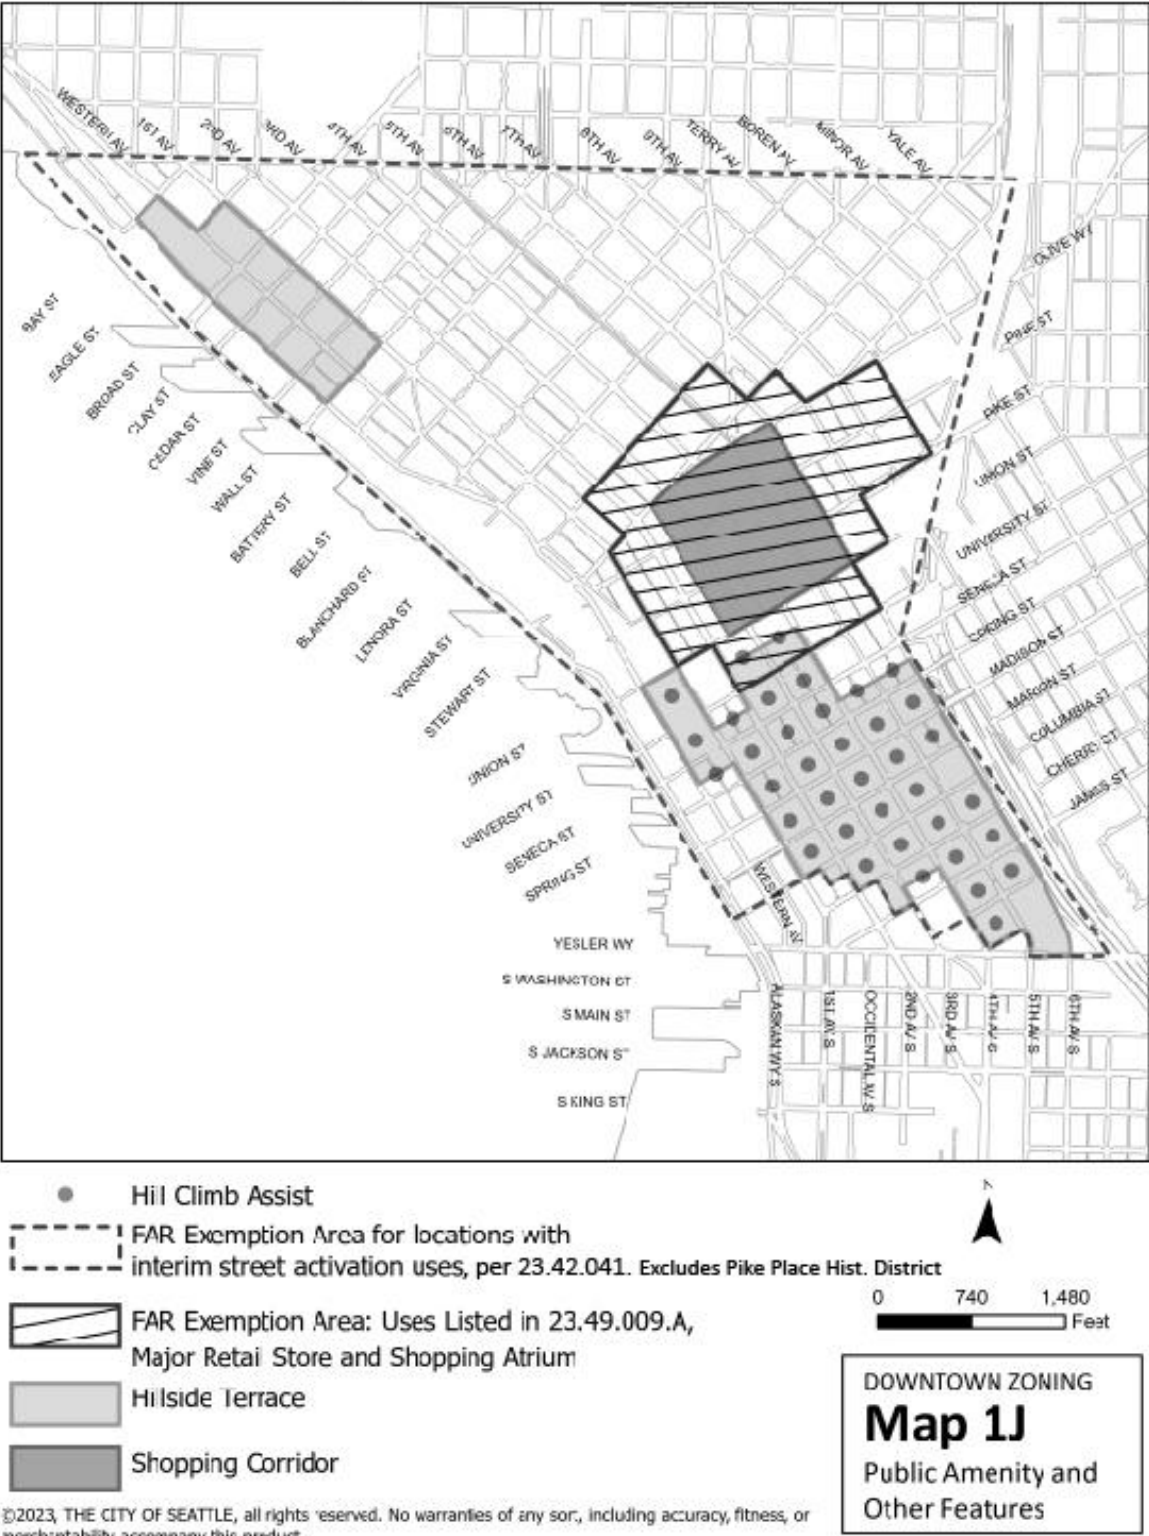 WESTERN AV
1ST AV
2ND AV
3RD AV
4TH AV
5TH AV
6TH AV
7TH AV
8TH AV
9TH AV
TERRY AV
BOREN AV
MINOR AV
YALE AV
OLIVE WY
PINE ST
PIKE ST
UNION ST
UNIVERSITY ST
SENECA ST
SPRING ST
MADISON ST
MARION ST
COLUMBIA ST
CHERRY ST
JAMES ST
BAY ST
EAGLE ST
BROAD ST
CLAY ST
CEDAR ST
VINE ST
WALL ST
BATTERY ST
BELL ST
BLANCHARD ST
LENORA ST
VIRGINIA ST
STEWART ST
UNION ST
UNIVERSITY ST
SENECA ST
SPRING ST
WESTERN AV
YESLER WY
S WASHINGTON ST
S MAIN ST
S JACKSON ST
S KING ST
ALASKAN WY S
1ST AV S
OCCIDENTAL AV S
2ND AV S
3RD AV S
4TH AV S
5TH AV S
6TH AV S
Hill Climb Assist
FAR Exemption Area for locations with
interim street activation uses, per 23.42.041. Excludes Pike Place Hist. District
FAR Exemption Area: Uses Listed in 23.49.009.A,
Major Retail Store and Shopping Atrium
Hillside Terrace
Shopping Corridor
N
0 740 1,480
Feet
DOWNTOWN ZONING
Map 1J
Public Amenity and
Other Features
©2023, THE CITY OF SEATTLE, all rights reserved. No warranties of any sort, including accuracy, fitness, or
merchantability accompany this product.